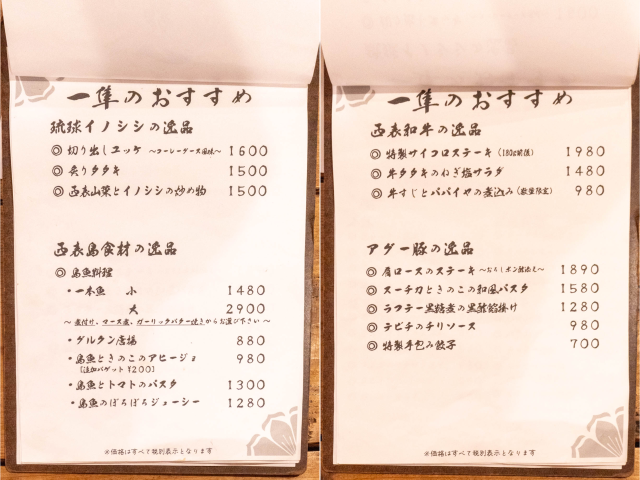 一隼のおすすめ
琉球イノシシの逸品
◎ 切り出しユッケ ～コーレーグース風味～ 1600
◎ 炙りタタキ 1500
◎ 西表山菜とイノシシの炒め物 1500
西表島食材の逸品
◎ 島魚料理
・一本魚 小 1480
大 2900
～煮付け、マース煮、ガーリックバター焼きからお選び下さい～
・グルクン唐揚 880
・島魚ときのこのアヒージョ 980
[追加バゲット ¥200]
・島魚とトマトのパスタ 1300
・島魚のぼろぼろジューシー 1280
※価格はすべて税別表示となります
一隼のおすすめ
西表和牛の逸品
◎ 特製サイコロステーキ (180g前後) 1980
◎ 牛タタキのねぎ塩サラダ 1480
◎ 牛すじとパパイヤの煮込み (数量限定) 980
アグー豚の逸品
◎ 肩ロースのステーキ ～おろしポン酢添え～ 1890
◎ スーチカときのこの和風パスタ 1580
◎ ラフテー黒糖煮の黒酢餡掛け 1280
◎ テビチのチリソース 980
◎ 特製手包み餃子 700
※価格はすべて税別表示となります